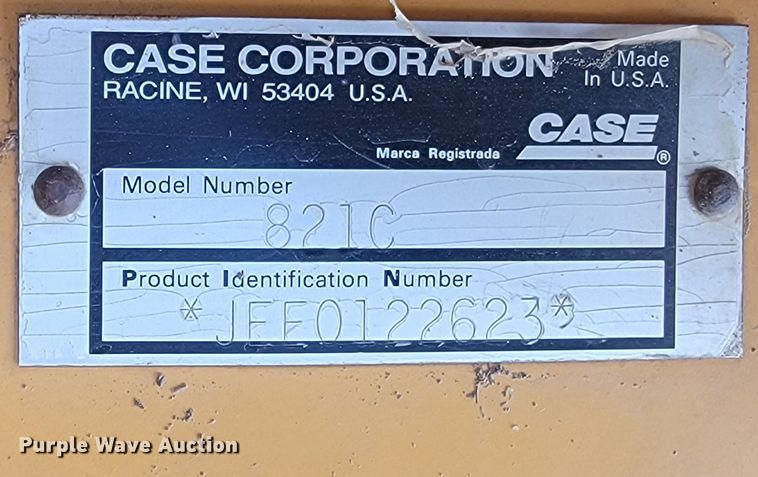 CASE CORPORATION
RACINE, WI 53404 U.S.A.
Made
In U.S.A.
CASE
Marca Registrada
®
Model Number
821C
Product Identification Number
*JEE0122623*
Purple Wave Auction